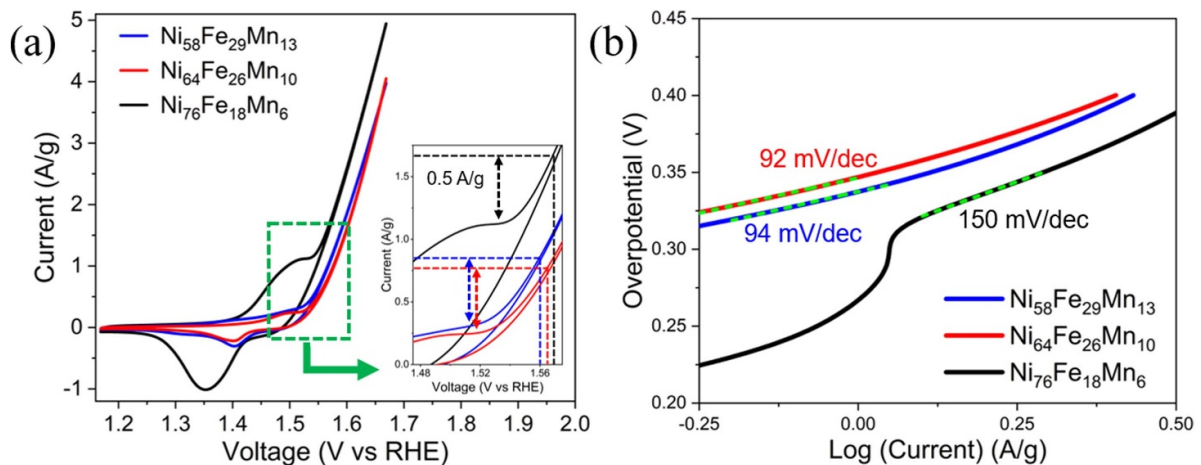 (a)
Ni₅₈Fe₂₉Mn₁₃
Ni₆₄Fe₂₆Mn₁₀
Ni₇₆Fe₁₈Mn₆
Current (A/g)
5
4
3
2
1
0
-1
1.2 1.3 1.4 1.5 1.6 1.7 1.8 1.9 2.0
Voltage (V vs RHE)
Current (A/g)
1.5
1.0
0.5
0.0
0.5 A/g
1.48 1.52 1.56
Voltage (V vs RHE)
(b)
Overpotential (V)
0.40
0.35
0.30
0.25
0.20
92 mV/dec
94 mV/dec
150 mV/dec
Ni₅₈Fe₂₉Mn₁₃
Ni₆₄Fe₂₆Mn₁₀
Ni₇₆Fe₁₈Mn₆
-0.25 0.00 0.25 0.50
Log (Current) (A/g)